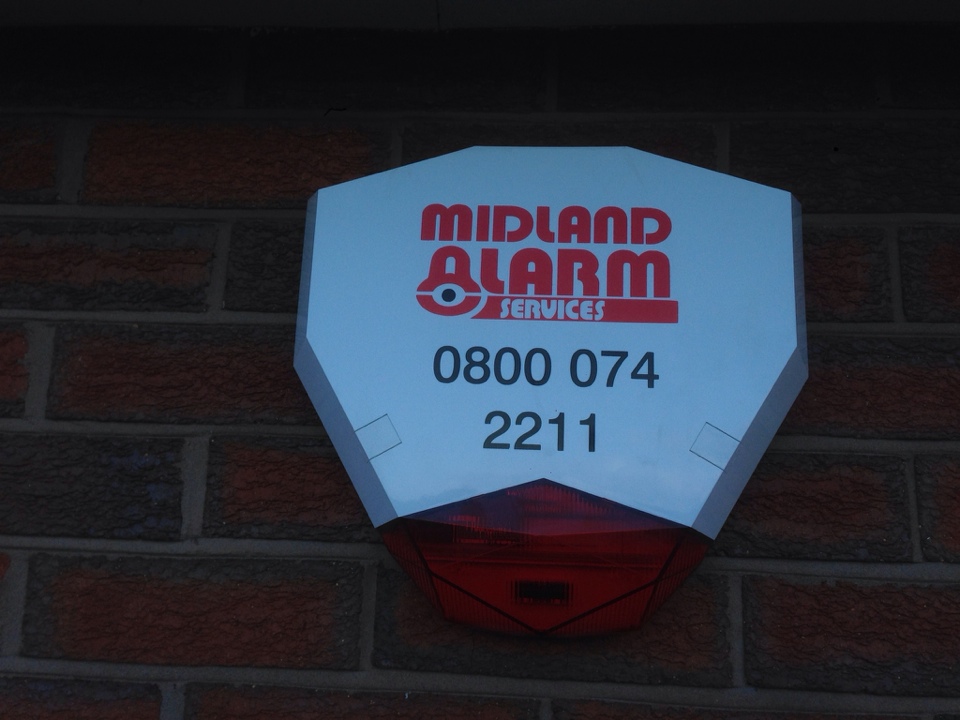 MIDLAND
ALARM
SERVICES
0800 074
2211